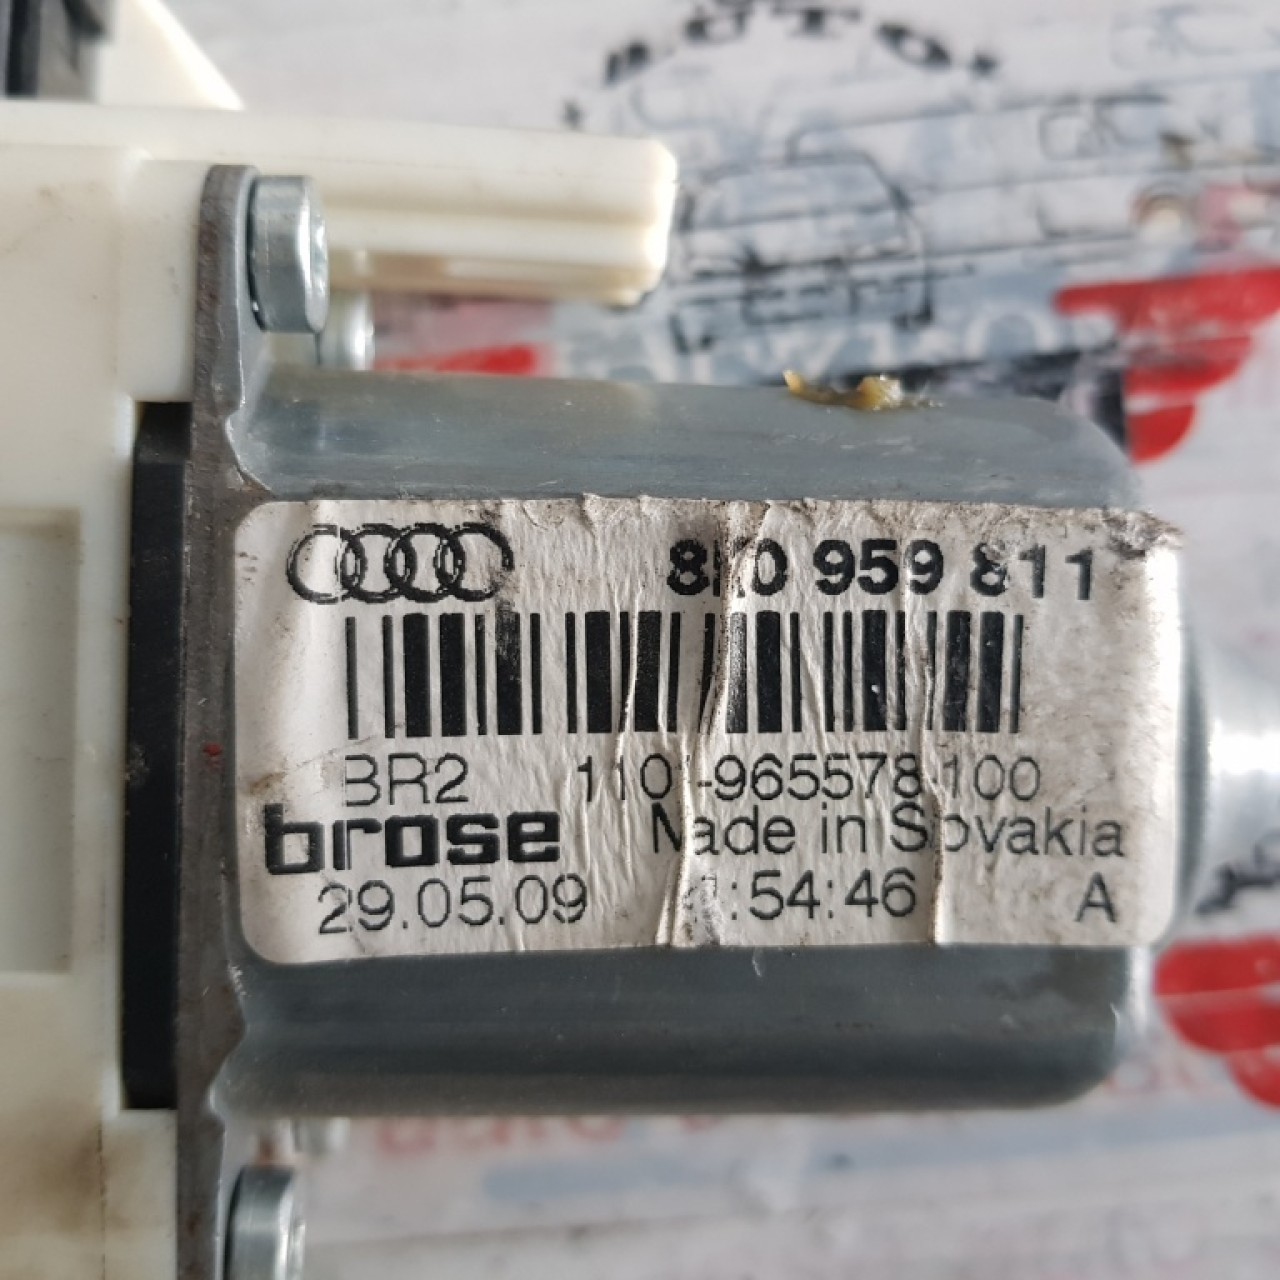 8K0 959 811
BR2 110 -965578 100
brose Made in Slovakia
29.05.09 :54:46 A